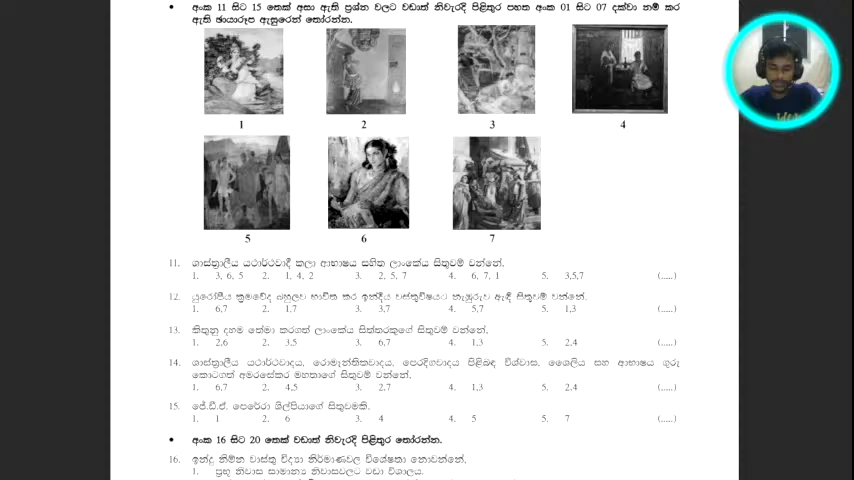 • අංක 11 සිට 15 තෙක් අසා ඇති ප්‍රශ්න වලට වඩාත් නිවැරදි පිළිතුර පහත අංක 01 සිට 07 දක්වා නම් කර
ඇති ඡායාරූප ඇසුරෙන් තෝරන්න.
1 2 3 4
5 6 7
11. ශාස්ත්‍රාලීය යථාර්ථවාදී කලා ආභාෂය සහිත ලාංකේය සිතුවම් වන්නේ.
1. 3, 6, 5 2. 1, 4, 2 3. 2, 5, 7 4. 6, 7, 1 5. 3,5,7 (.....)
12. යුරෝපීය ක්‍රමවේද බහුලව භාවිත කර ඉන්දීය වස්තුවිෂයට නැඹුරුව ඇඳි සිතුවම් වන්නේ.
1. 6,7 2. 1,7 3. 3,7 4. 5,7 5. 1,3 (.....)
13. කිතුනු දහම තේමා කරගත් ලාංකේය සිත්තරකුගේ සිතුවම් වන්නේ.
1. 2,6 2. 3,5 3. 6,7 4. 1,3 5. 2,4 (.....)
14. ශාස්ත්‍රාලීය යථාර්ථවාදය, රොමෑන්තිකවාදය, පෙරදිගවාදය පිළිබඳ විශ්වාස, ශෛලිය සහ ආභාෂය ගුරු
කොටගත් අමරසේකර මහතාගේ සිතුවම් වන්නේ.
1. 6,7 2. 4,5 3. 2,7 4. 1,3 5. 2,4 (.....)
15. ජේ.ඩී.ඒ. පෙරේරා ශිල්පියාගේ සිතුවමකි.
1. 1 2. 6 3. 4 4. 5 5. 7 (.....)
• අංක 16 සිට 20 තෙක් වඩාත් නිවැරදි පිළිතුර තෝරන්න.
16. ඉන්දු නිම්න වාස්තු විද්‍යා නිර්මාණවල විශේෂතා නොවන්නේ,
1. ප්‍රභූ නිවාස සාමාන්‍ය නිවාසවලට වඩා විශාලය.